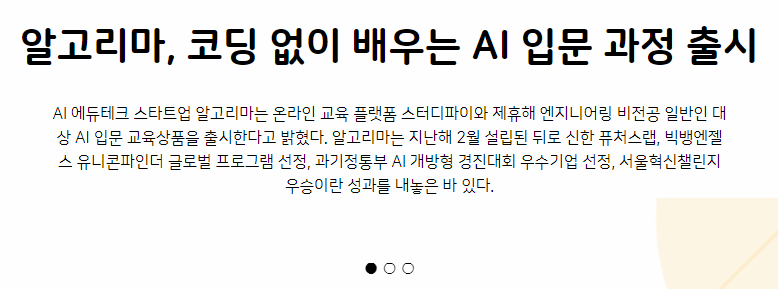 알고리마, 코딩 없이 배우는 AI 입문 과정 출시
AI 에듀테크 스타트업 알고리마는 온라인 교육 플랫폼 스터디파이와 제휴해 엔지니어링 비전공 일반인 대
상 AI 입문 교육상품을 출시한다고 밝혔다. 알고리마는 지난해 2월 설립된 뒤로 신한 퓨처스랩, 빅뱅엔젤
스 유니콘파인더 글로벌 프로그램 선정, 과기정통부 AI 개방형 경진대회 우수기업 선정, 서울혁신챌린지
우승이란 성과를 내놓은 바 있다.